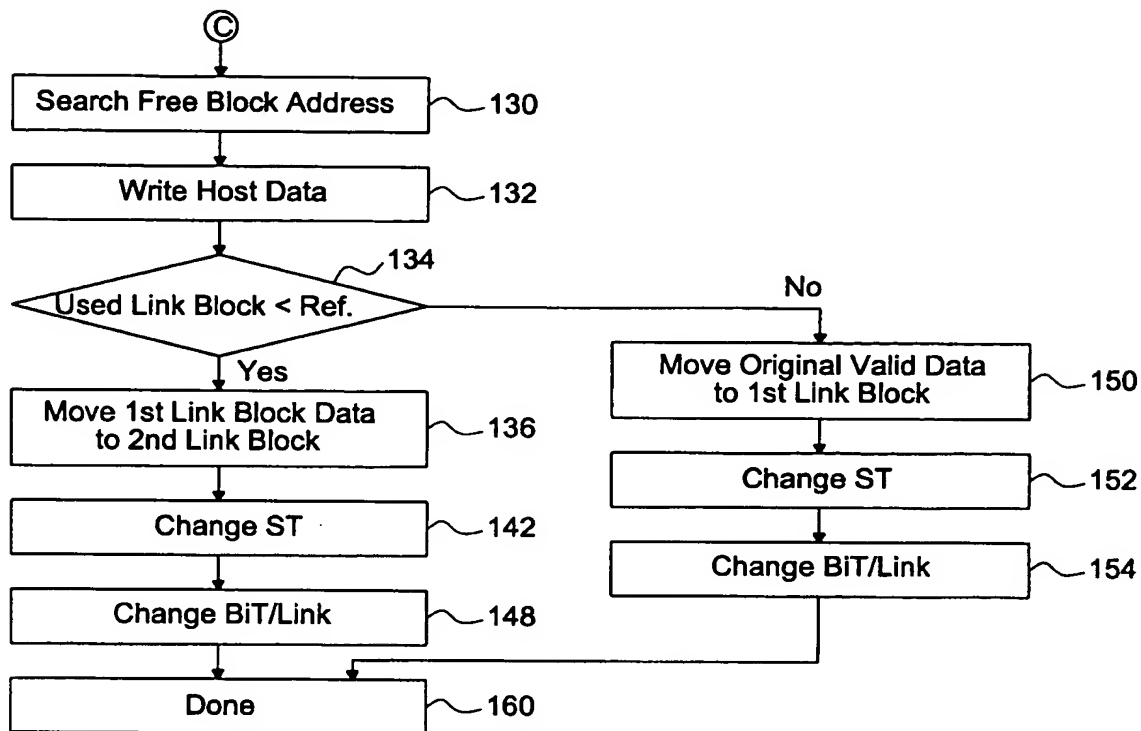 C
Search Free Block Address
130
Write Host Data
132
134
Used Link Block < Ref.
No
Yes
Move 1st Link Block Data
to 2nd Link Block
136
Move Original Valid Data
to 1st Link Block
150
Change ST
142
Change ST
152
Change BiT/Link
148
Change BiT/Link
154
Done
160